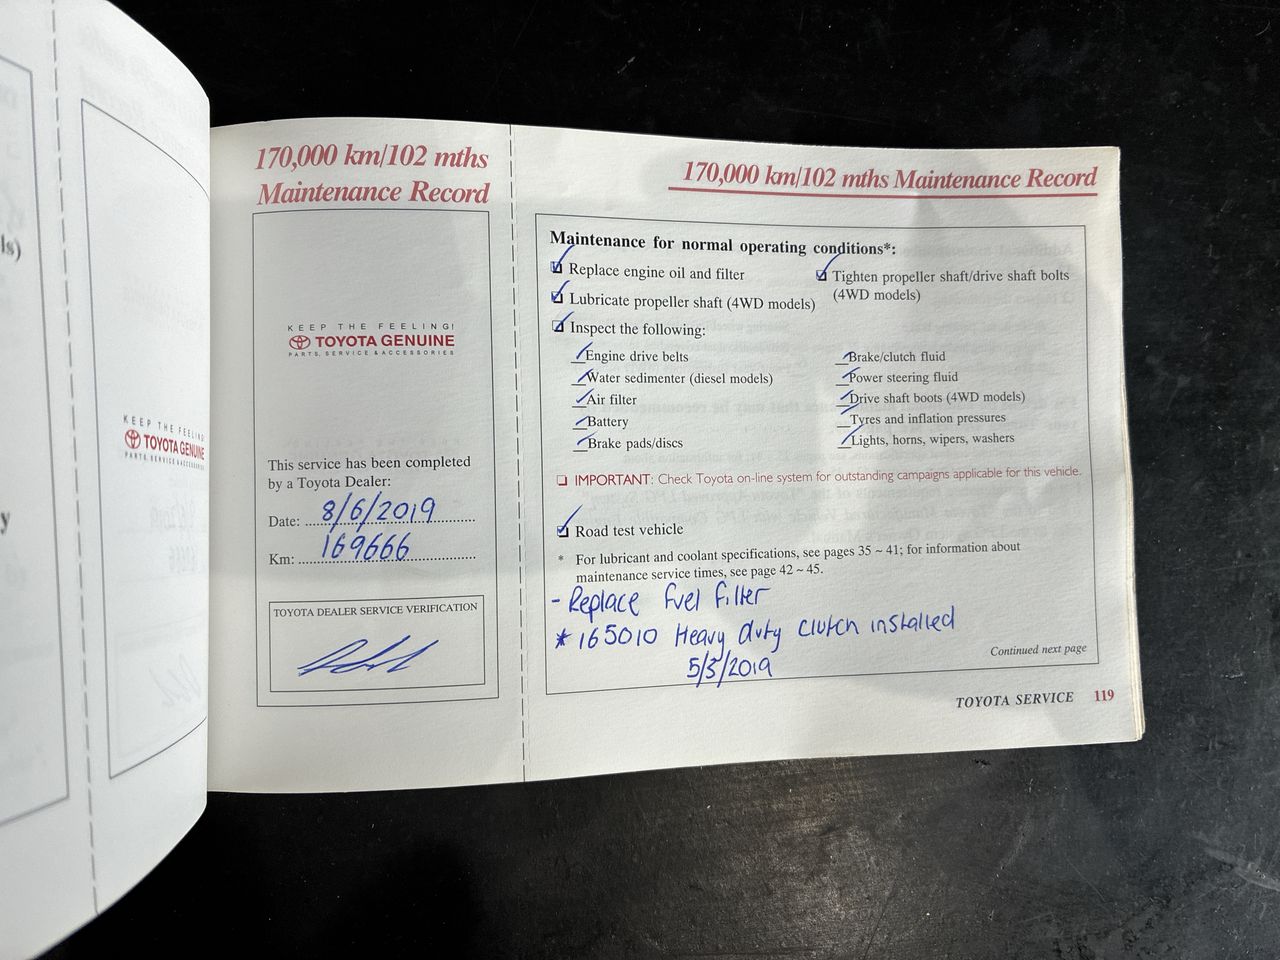 ls)
y
KEEP THE FEELING!
TOYOTA GENUINE
PARTS, SERVICE & ACCESSORIES
170,000 km/102 mths
Maintenance Record
KEEP THE FEELING!
TOYOTA GENUINE
PARTS, SERVICE & ACCESSORIES
This service has been completed
by a Toyota Dealer:
Date: 8/6/2019
Km: 169666
TOYOTA DEALER SERVICE VERIFICATION
170,000 km/102 mths Maintenance Record
Maintenance for normal operating conditions*:
Replace engine oil and filter
Lubricate propeller shaft (4WD models)
Inspect the following:
Engine drive belts
Water sedimenter (diesel models)
Air filter
Battery
Brake pads/discs
Tighten propeller shaft/drive shaft bolts
(4WD models)
Brake/clutch fluid
Power steering fluid
Drive shaft boots (4WD models)
Tyres and inflation pressures
Lights, horns, wipers, washers
IMPORTANT: Check Toyota on-line system for outstanding campaigns applicable for this vehicle.
Road test vehicle
* For lubricant and coolant specifications, see pages 35 ~ 41; for information about
maintenance service times, see page 42 ~ 45.
- Replace fuel filter
* 165010 Heavy duty clutch installed
5/3/2019
Continued next page
TOYOTA SERVICE 119